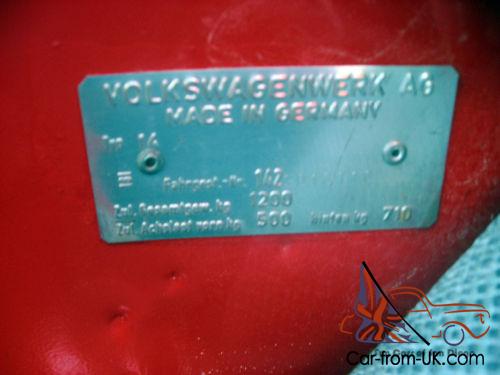 VOLKSWAGENWERK AG
MADE IN GERMANY
Typ 14
Fahrgest.-Nr. 142
Zul. Gesamtgew. kg 1200
Zul. Achslast vorn kg 500 hinten kg 710
Car-from-UK.com